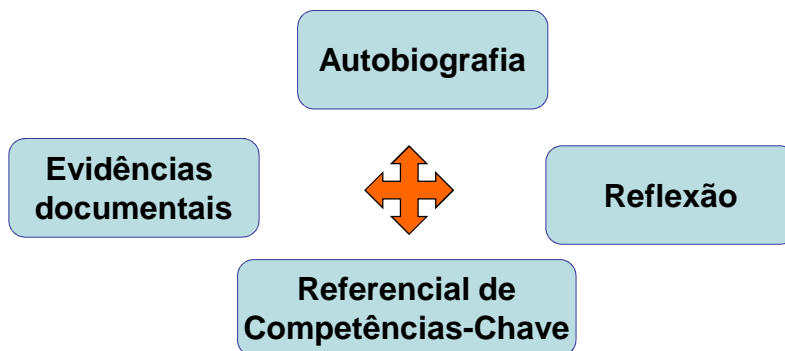 Autobiografia
Evidências
documentais
Reflexão
Referencial de
Competências-Chave